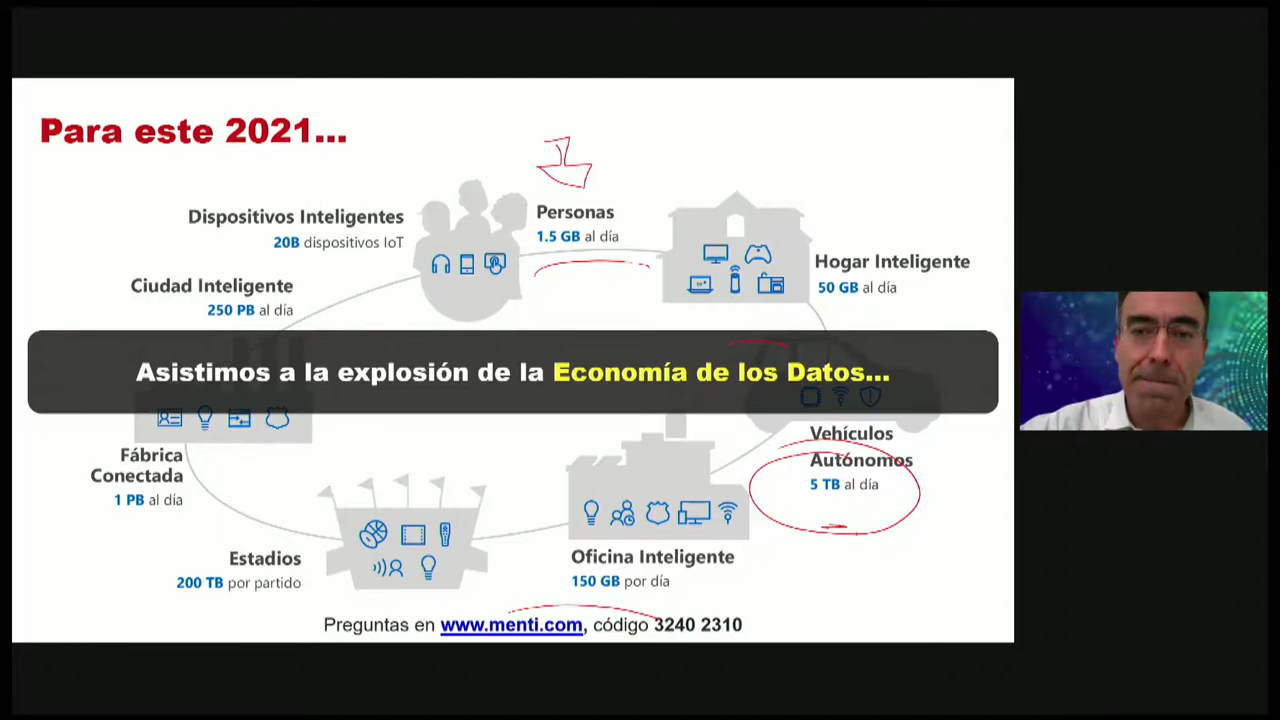 Para este 2021...
Dispositivos Inteligentes
20B dispositivos IoT
Personas
1.5 GB al día
Hogar Inteligente
50 GB al día
Ciudad Inteligente
250 PB al día
Asistimos a la explosión de la Economía de los Datos...
Vehículos
Autónomos
5 TB al día
Fábrica
Conectada
1 PB al día
Estadios
200 TB por partido
Oficina Inteligente
150 GB por día
Preguntas en www.menti.com, código 3240 2310